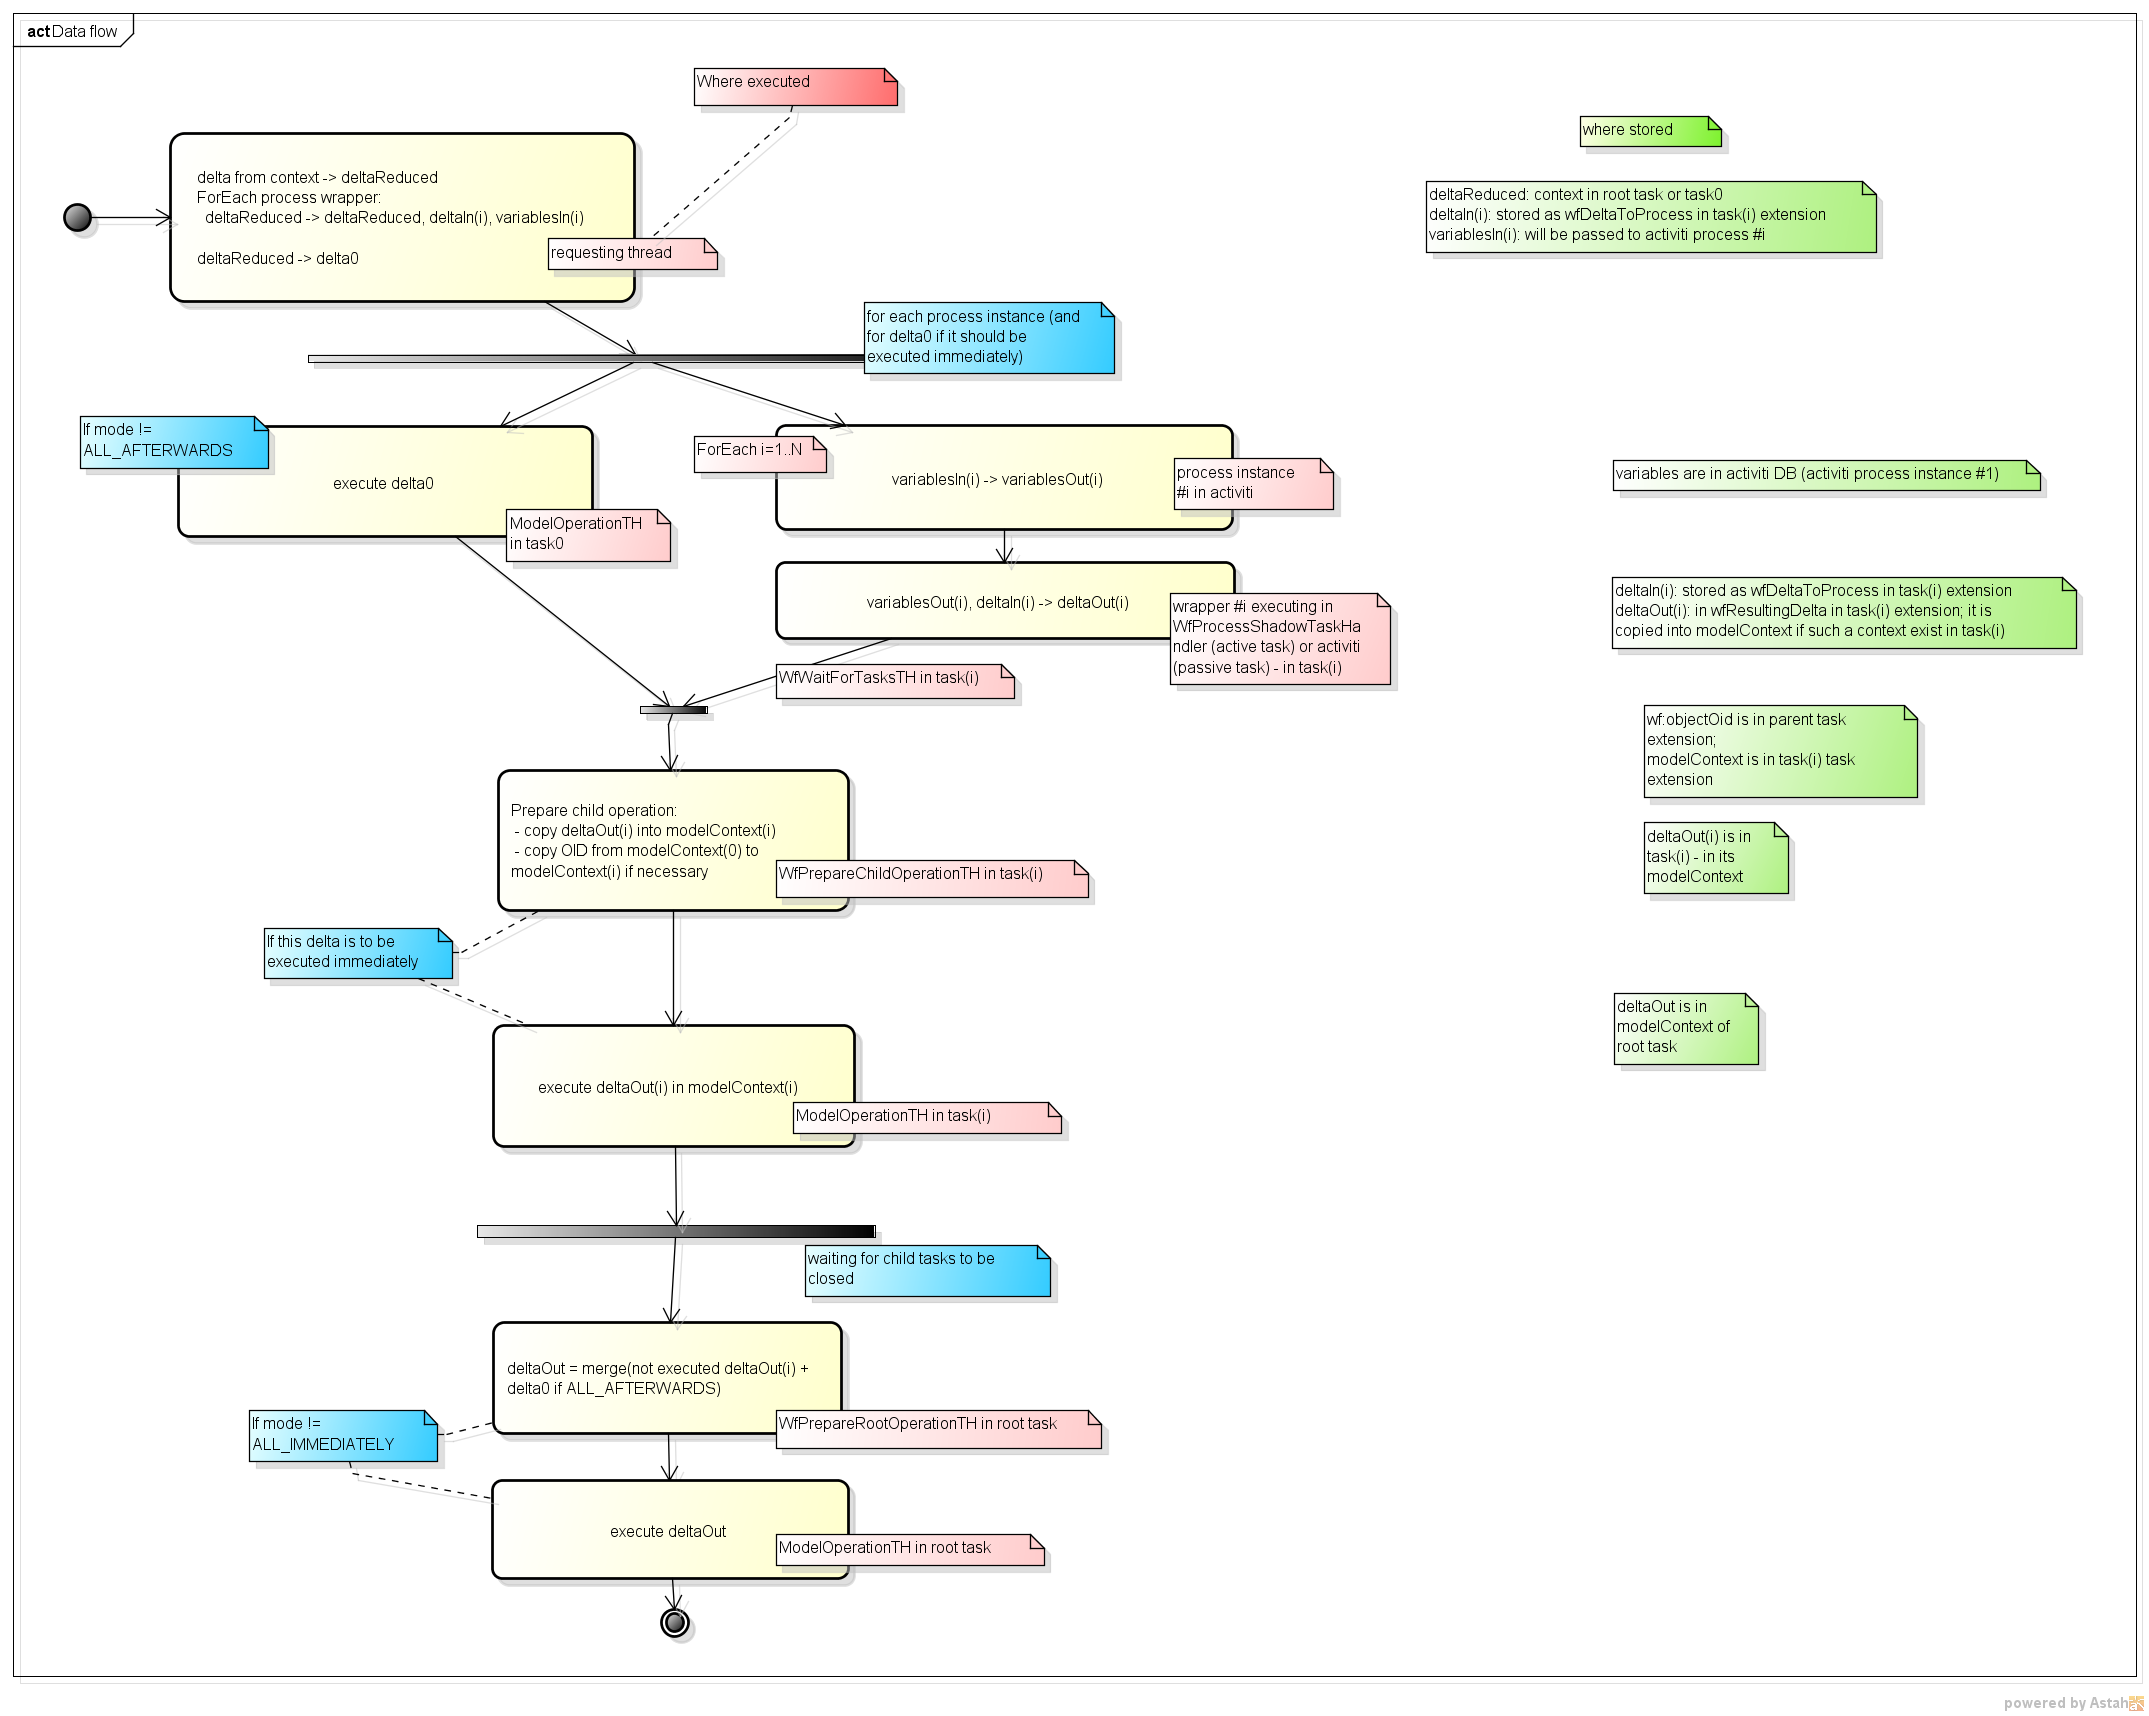 act Data flow
Where executed
where stored
delta from context -> deltaReduced
ForEach process wrapper:
deltaReduced -> deltaReduced, deltaIn(i), variablesIn(i)
deltaReduced -> delta0
requesting thread
deltaReduced: context in root task or task0
deltaIn(i): stored as wfDeltaToProcess in task(i) extension
variablesIn(i): will be passed to activiti process #i
for each process instance (and
for delta0 if it should be
executed immediately)
If mode !=
ALL_AFTERWARDS
execute delta0
ModelOperationTH
in task0
ForEach i=1..N
variablesIn(i) -> variablesOut(i)
process instance
#i in activiti
variables are in activiti DB (activiti process instance #1)
variablesOut(i), deltaIn(i) -> deltaOut(i)
wrapper #i executing in
WfProcessShadowTaskHa
ndler (active task) or activiti
(passive task) - in task(i)
deltaIn(i): stored as wfDeltaToProcess in task(i) extension
deltaOut(i): in wfResultingDelta in task(i) extension; it is
copied into modelContext if such a context exist in task(i)
WfWaitForTasksTH in task(i)
wf:objectOid is in parent task
extension;
modelContext is in task(i) task
extension
Prepare child operation:
- copy deltaOut(i) into modelContext(i)
- copy OID from modelContext(0) to
modelContext(i) if necessary
WfPrepareChildOperationTH in task(i)
deltaOut(i) is in
task(i) - in its
modelContext
If this delta is to be
executed immediately
deltaOut is in
modelContext of
root task
execute deltaOut(i) in modelContext(i)
ModelOperationTH in task(i)
waiting for child tasks to be
closed
deltaOut = merge(not executed deltaOut(i) +
delta0 if ALL_AFTERWARDS)
If mode !=
ALL_IMMEDIATELY
WfPrepareRootOperationTH in root task
execute deltaOut
ModelOperationTH in root task
powered by Astah